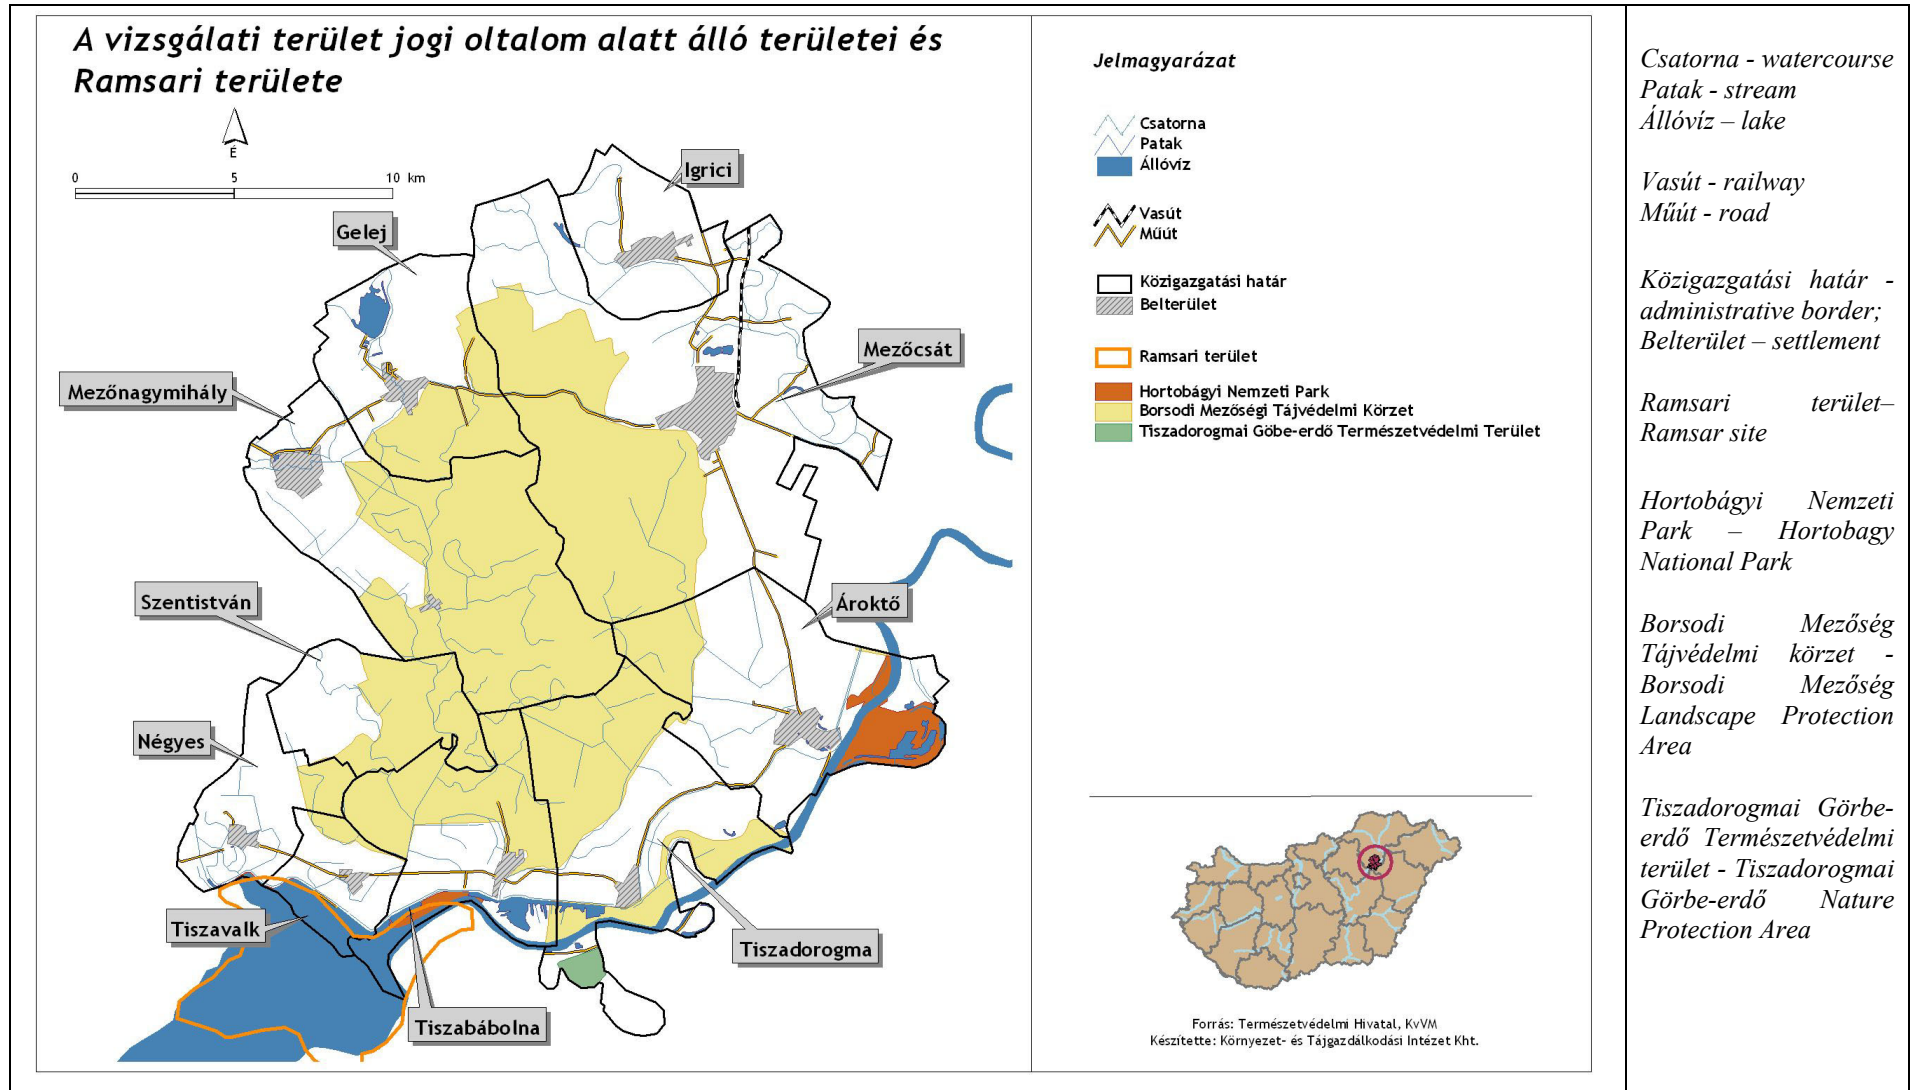 A vizsgálati terület jogi oltalom alatt álló területei és
Ramsari területe
É
0 5 10 km
Igrici
Gelej
Mezőcsát
Mezőnagymihály
Szentistván
Ároktő
Négyes
Tiszavalk
Tiszadorogma
Tiszabábolna
Jelmagyarázat
Csatorna
Patak
Állóvíz
Vasút
Műút
Közigazgatási határ
Belterület
Ramsari terület
Hortobágyi Nemzeti Park
Borsodi Mezőségi Tájvédelmi Körzet
Tiszadorogmai Göbe-erdő Természetvédelmi Terület
Forrás: Természetvédelmi Hivatal, KvVM
Készítette: Környezet- és Tájgazdálkodási Intézet Kht.
Csatorna - watercourse
Patak - stream
Állóvíz – lake
Vasút - railway
Műút - road
Közigazgatási határ -
administrative border;
Belterület – settlement
Ramsari terület–
Ramsar site
Hortobágyi Nemzeti
Park – Hortobagy
National Park
Borsodi Mezőség
Tájvédelmi körzet -
Borsodi Mezőség
Landscape Protection
Area
Tiszadorogmai Görbe-
erdő Természetvédelmi
terület - Tiszadorogmai
Görbe-erdő Nature
Protection Area